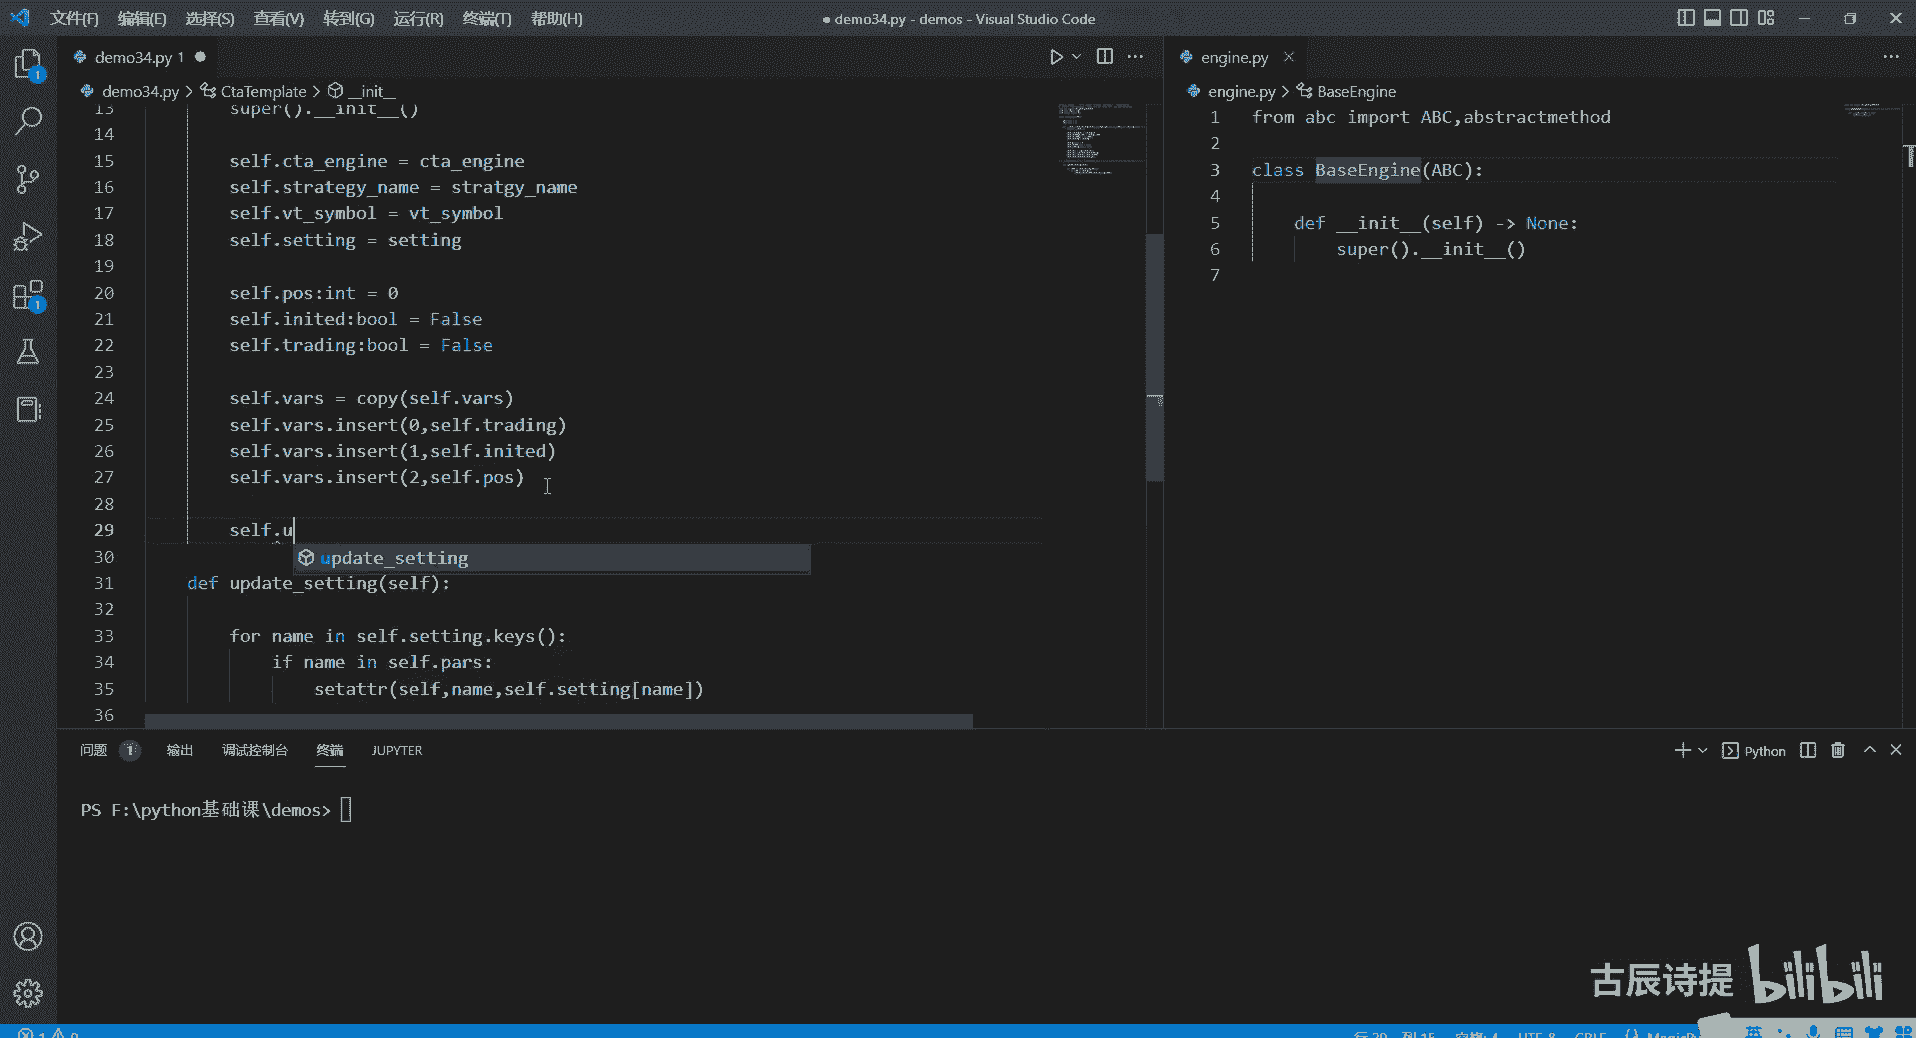 文件(F) 编辑(E) 选择(S) 查看(V) 转到(G) 运行(R) 终端(T) 帮助(H)
● demo34.py - demos - Visual Studio Code
demo34.py 1 ●
demo34.py > CtaTemplate > __init__
13 super().__init__()
14
15 self.cta_engine = cta_engine
16 self.strategy_name = stratgy_name
17 self.vt_symbol = vt_symbol
18 self.setting = setting
19
20 self.pos:int = 0
21 self.inited:bool = False
22 self.trading:bool = False
23
24 self.vars = copy(self.vars)
25 self.vars.insert(0,self.trading)
26 self.vars.insert(1,self.inited)
27 self.vars.insert(2,self.pos)
28
29 self.u
update_setting
30
31 def update_setting(self):
32
33 for name in self.setting.keys():
34 if name in self.pars:
35 setattr(self,name,self.setting[name])
36
engine.py
engine.py > BaseEngine
1 from abc import ABC,abstractmethod
2
3 class BaseEngine(ABC):
4
5 def __init__(self) -> None:
6 super().__init__()
7
问题 1 输出 调试控制台 终端 JUPYTER
Python
PS F:\python基础课\demos>
古辰诗提 bilibili